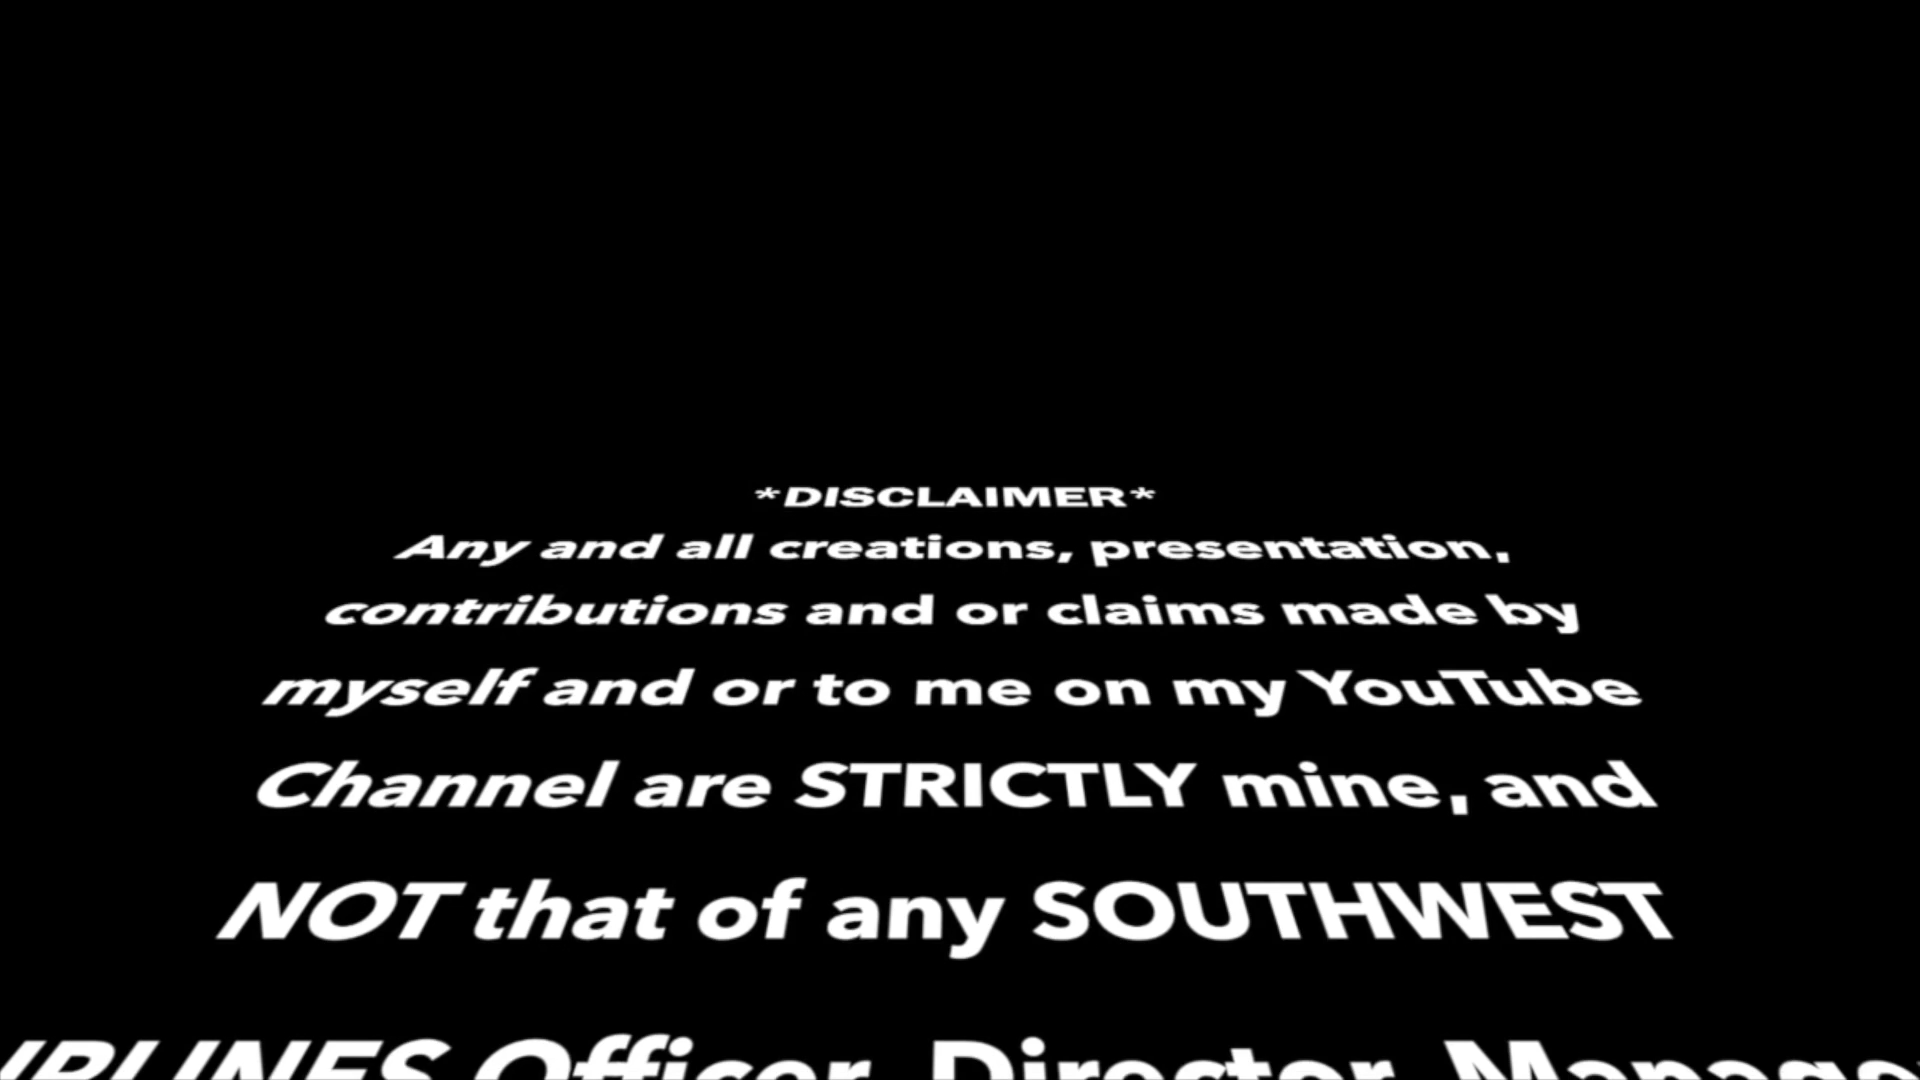 *DISCLAIMER*
Any and all creations, presentation,
contributions and or claims made by
myself and or to me on my YouTube
Channel are STRICTLY mine, and
NOT that of any SOUTHWEST
Officer, Director,